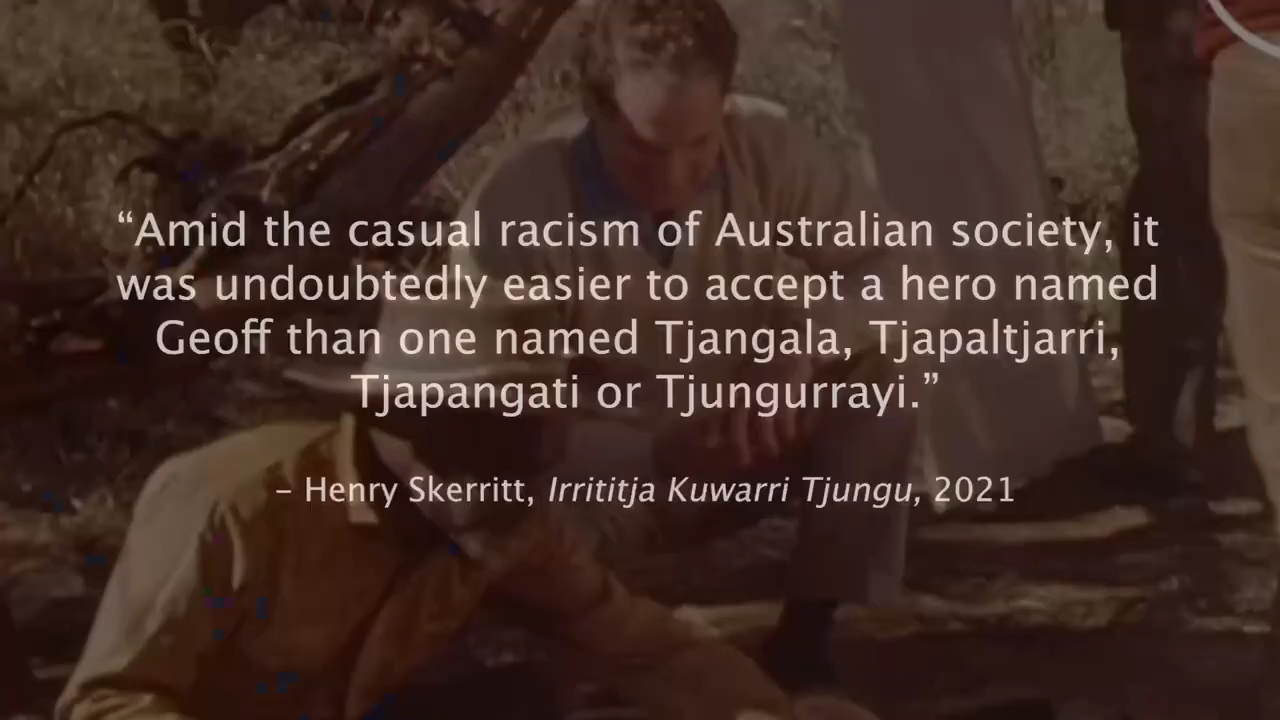 “Amid the casual racism of Australian society, it
was undoubtedly easier to accept a hero named
Geoff than one named Tjangala, Tjapaltjarri,
Tjapangati or Tjungurrayi.”
– Henry Skerritt, Irrititja Kuwarri Tjungu, 2021